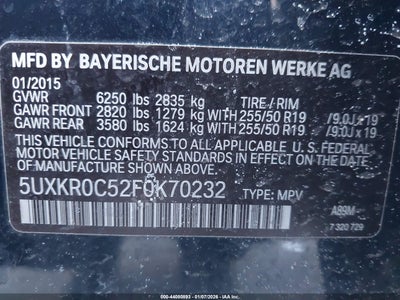 MFD BY BAYERISCHE MOTOREN WERKE AG
01/2015
GVWR 6250 lbs 2835 kg TIRE / RIM
GAWR FRONT 2820 lbs 1279 kg WITH 255/50 R19 /9.0J x 19
GAWR REAR 3580 lbs 1624 kg WITH 255/50 R19 /9.0J x 19
THIS VEHICLE CONFORMS TO ALL APPLICABLE U. S. FEDERAL
MOTOR VEHICLE SAFETY STANDARDS IN EFFECT ON THE DATE
OF MANUFACTURE SHOWN ABOVE.
5UXKR0C52F0K70232 TYPE: MPV
A89M
7 320 729
000-44080893 - 01/07/2026 - IAAI.COM